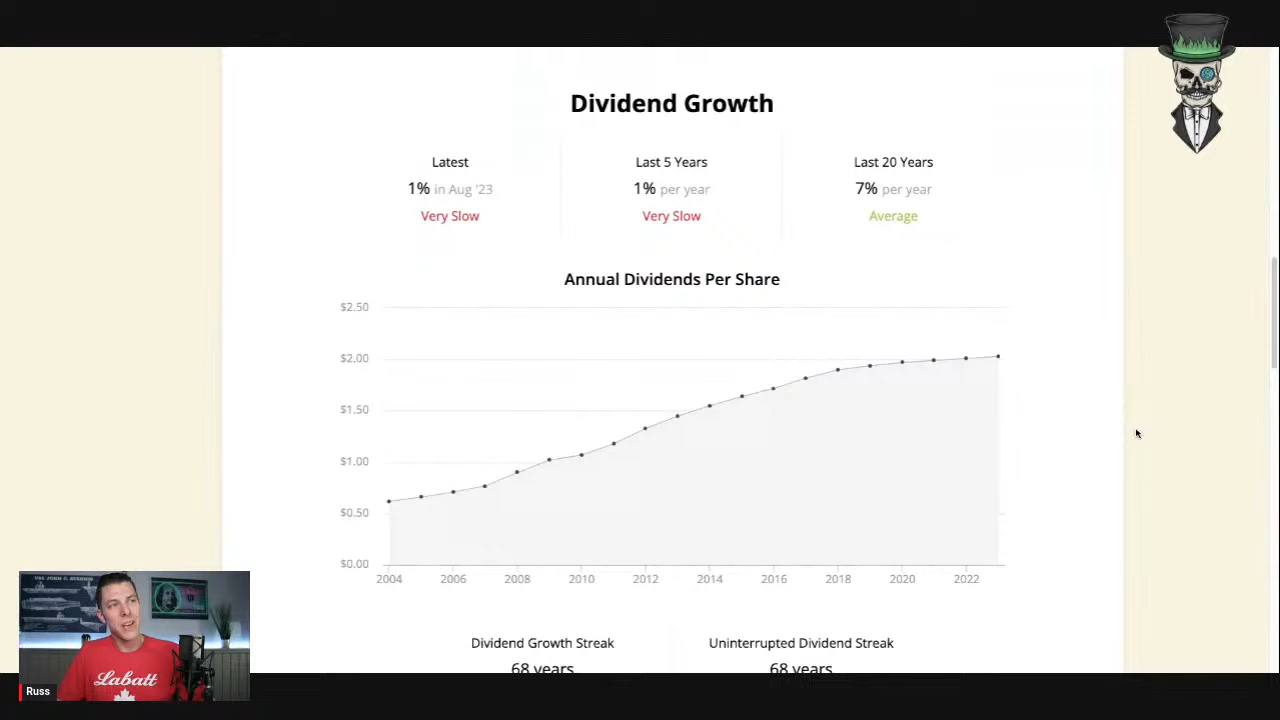 Dividend Growth
Latest
Last 5 Years
Last 20 Years
1% in Aug '23
1% per year
7% per year
Very Slow
Very Slow
Average
Annual Dividends Per Share
$2.50
$2.00
$1.50
$1.00
$0.50
$0.00
2004 2006 2008 2010 2012 2014 2016 2018 2020 2022
Dividend Growth Streak
Uninterrupted Dividend Streak
68 years
68 years
Labatt
Russ